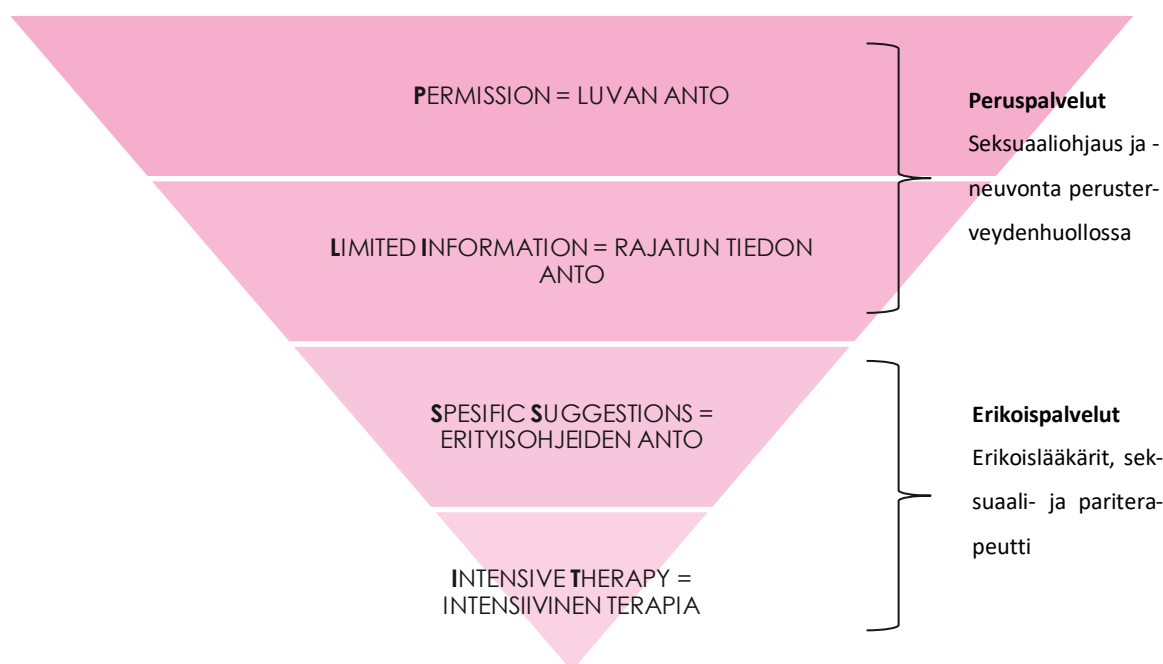 PERMISSION = LUVAN ANTO
LIMITED INFORMATION = RAJATUN TIEDON
ANTO
SPESIFIC SUGGESTIONS =
ERITYISOHJEIDEN ANTO
INTENSIVE THERAPY =
INTENSIIVINEN TERAPIA
Peruspalvelut
Seksuaaliohjaus ja -
neuvonta peruster-
veydenhuollossa
Erikoispalvelut
Erikoislääkärit, sek-
suaali- ja paritera-
peutti